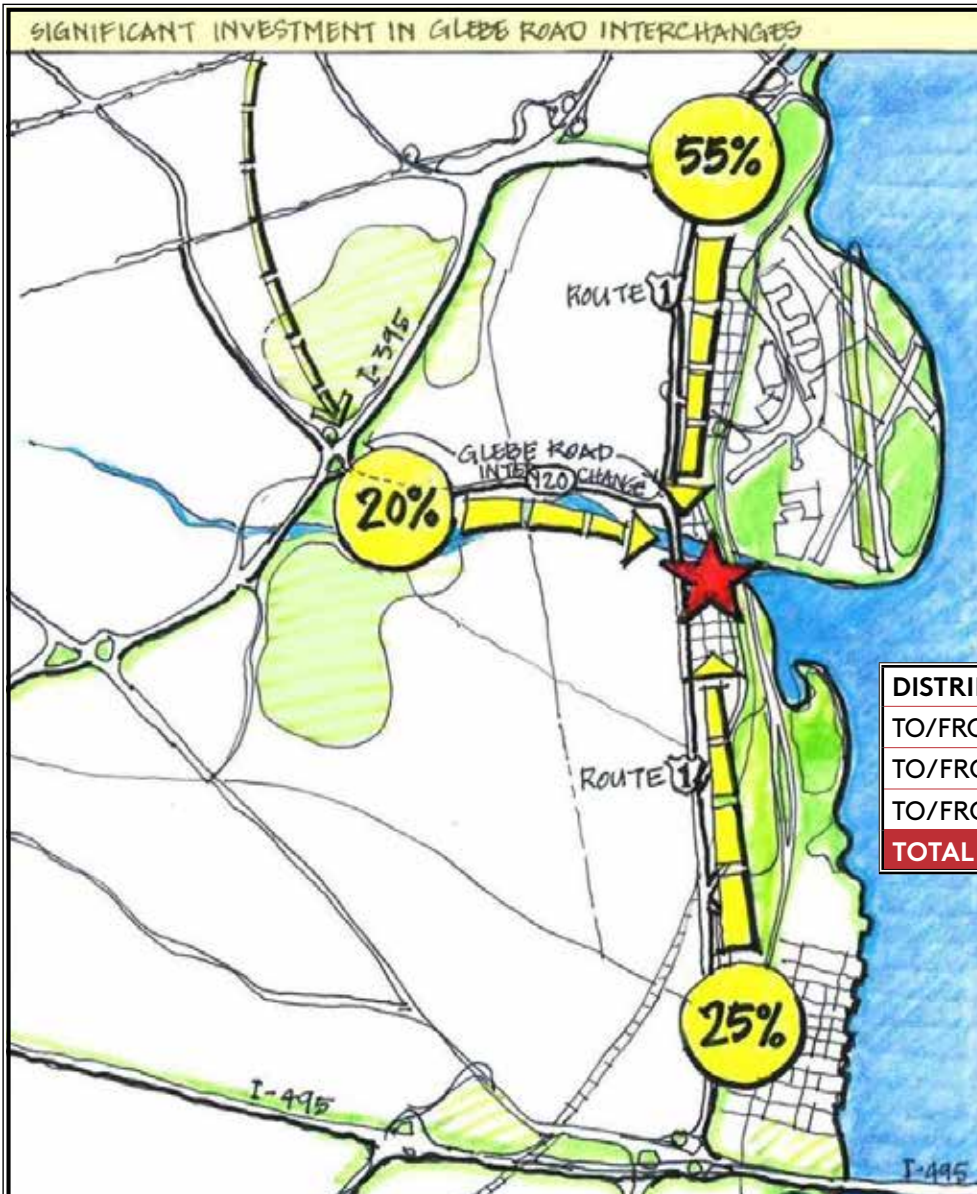 SIGNIFICANT INVESTMENT IN GLEBE ROAD INTERCHANGES
55%
ROUTE 1
I-395
GLEBE ROAD
INTERCHANGE
120
20%
DISTRI
TO/FRO
TO/FRO
TO/FRO
TOTAL
ROUTE 1
25%
I-495
I-495